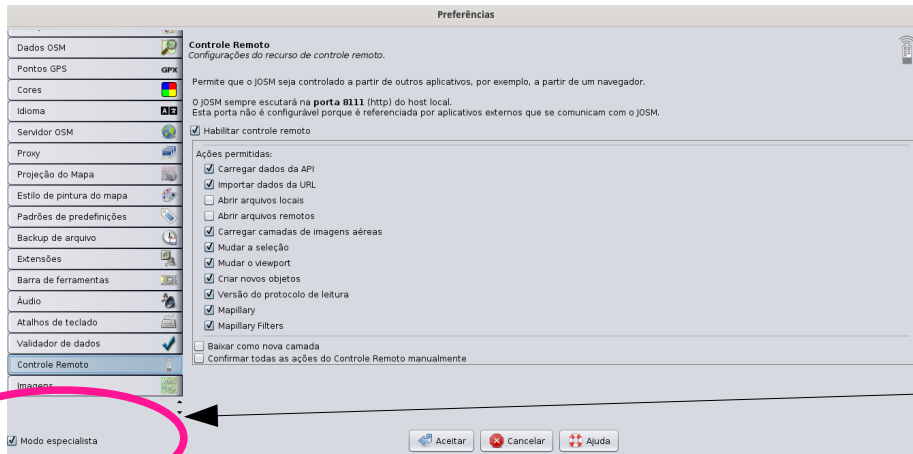 Preferências
Dados OSM
Pontos GPS
GPX
Cores
Idioma
Servidor OSM
Proxy
Projeção do Mapa
Estilo de pintura do mapa
Padrões de predefinições
Backup de arquivo
Extensões
Barra de ferramentas
Áudio
Atalhos de teclado
Validador de dados
Controle Remoto
Imagens
Modo especialista
Controle Remoto
Configurações do recurso de controle remoto.
Permite que o JOSM seja controlado a partir de outros aplicativos, por exemplo, a partir de um navegador.
O JOSM sempre escutará na porta 8111 (http) do host local.
Esta porta não é configurável porque é referenciada por aplicativos externos que se comunicam com o JOSM.
Habilitar controle remoto
Ações permitidas:
Carregar dados da API
Importar dados da URL
Abrir arquivos locais
Abrir arquivos remotos
Carregar camadas de imagens aéreas
Mudar a seleção
Mudar o viewport
Criar novos objetos
Versão do protocolo de leitura
Mapillary
Mapillary Filters
Baixar como nova camada
Confirmar todas as ações do Controle Remoto manualmente
Aceitar
Cancelar
Ajuda